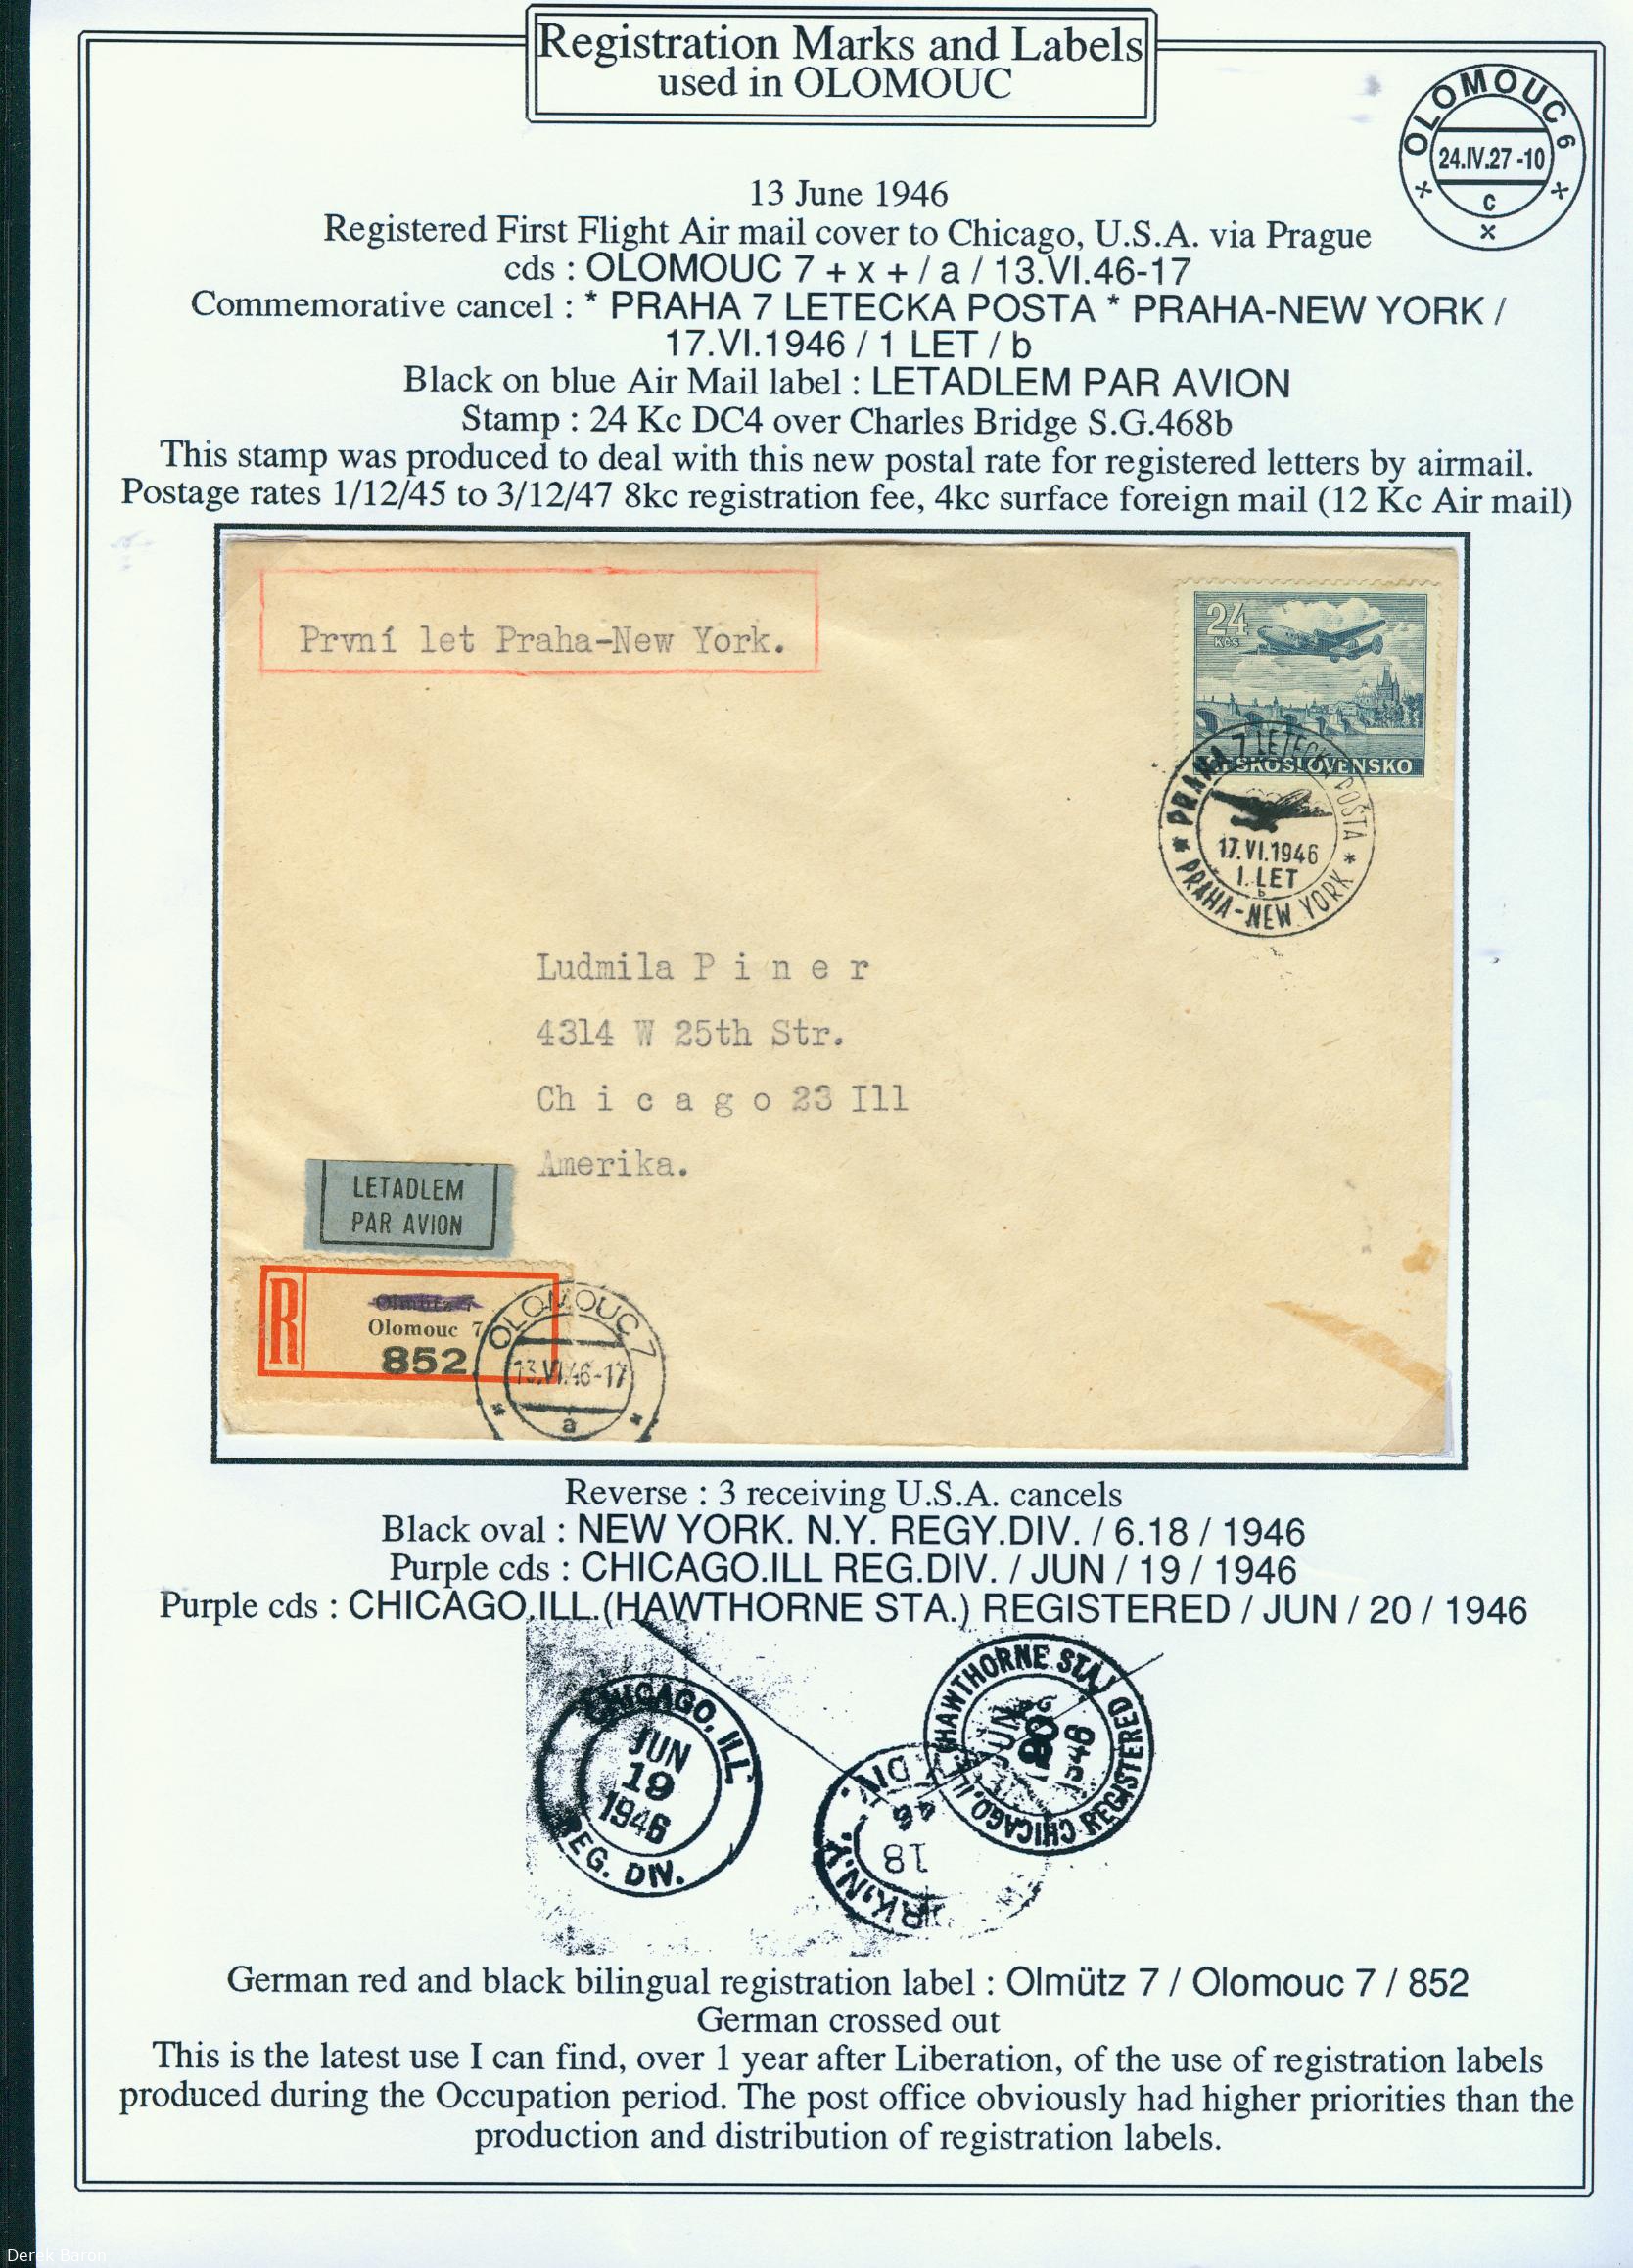 Registration Marks and Labels
used in OLOMOUC
OLOMOUC 6
24.IV.27-10
c
x
13 June 1946
Registered First Flight Air mail cover to Chicago, U.S.A. via Prague
cds : OLOMOUC 7 + x + / a / 13.VI.46-17
Commemorative cancel : * PRAHA 7 LETECKA POSTA * PRAHA-NEW YORK /
17.VI.1946 / 1 LET / b
Black on blue Air Mail label : LETADLEM PAR AVION
Stamp : 24 Kc DC4 over Charles Bridge S.G.468b
This stamp was produced to deal with this new postal rate for registered letters by airmail.
Postage rates 1/12/45 to 3/12/47 8kc registration fee, 4kc surface foreign mail (12 Kc Air mail)
První let Praha-New York.
24
Kčs
ČESKOSLOVENSKO
* PRAHA 7 LETECKÁ POŠTA *
17.VI.1946
1. LET
b
PRAHA-NEW YORK
Ludmila P i n e r
4314 W 25th Str.
Ch i c a g o 23 Ill
Amerika.
LETADLEM
PAR AVION
R
Olmütz 7
Olomouc 7
852
OLOMOUC 7
13.VI.46-17
a
Reverse : 3 receiving U.S.A. cancels
Black oval : NEW YORK. N.Y. REGY.DIV. / 6.18 / 1946
Purple cds : CHICAGO.ILL REG.DIV. / JUN / 19 / 1946
Purple cds : CHICAGO.ILL.(HAWTHORNE STA.) REGISTERED / JUN / 20 / 1946
CHICAGO, ILL.
JUN
19
1946
REG. DIV.
CHICAGO, ILL. (HAWTHORNE STA.) REGISTERED
JUN
20
1946
RK, N.Y. DIV.
18
46
German red and black bilingual registration label : Olmütz 7 / Olomouc 7 / 852
German crossed out
This is the latest use I can find, over 1 year after Liberation, of the use of registration labels
produced during the Occupation period. The post office obviously had higher priorities than the
production and distribution of registration labels.
Derek Baron